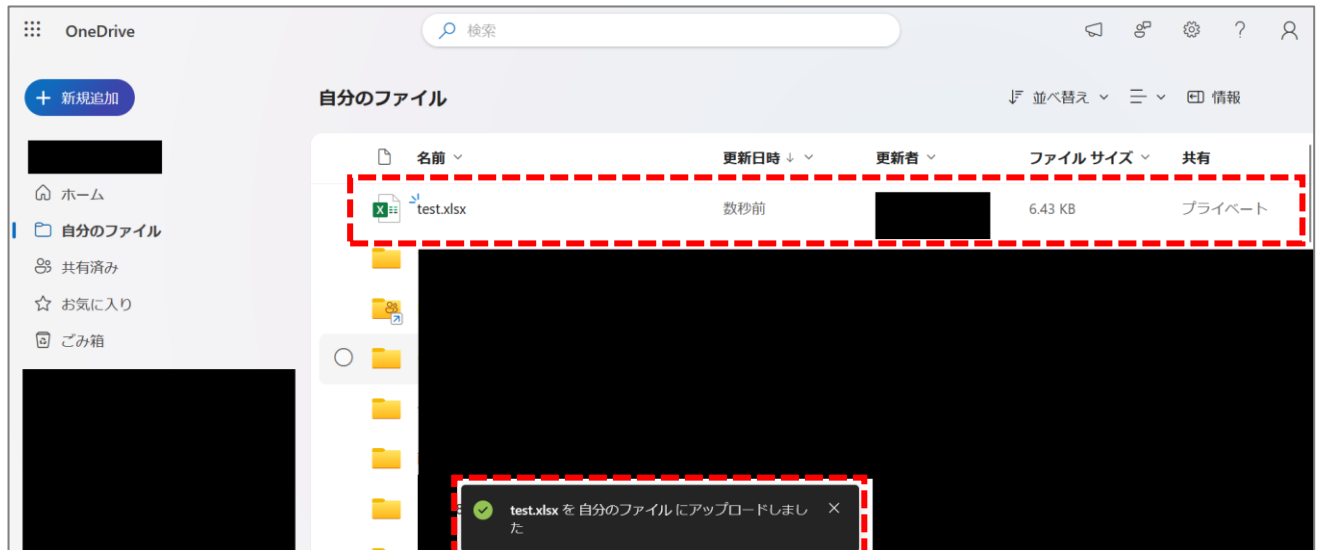 OneDrive
検索
?
+ 新規追加
自分のファイル
並べ替え
情報
名前
更新日時 ↓
更新者
ファイル サイズ
共有
ホーム
test.xlsx
数秒前
6.43 KB
プライベート
自分のファイル
共有済み
お気に入り
ごみ箱
test.xlsx を 自分のファイル にアップロードしまし
た